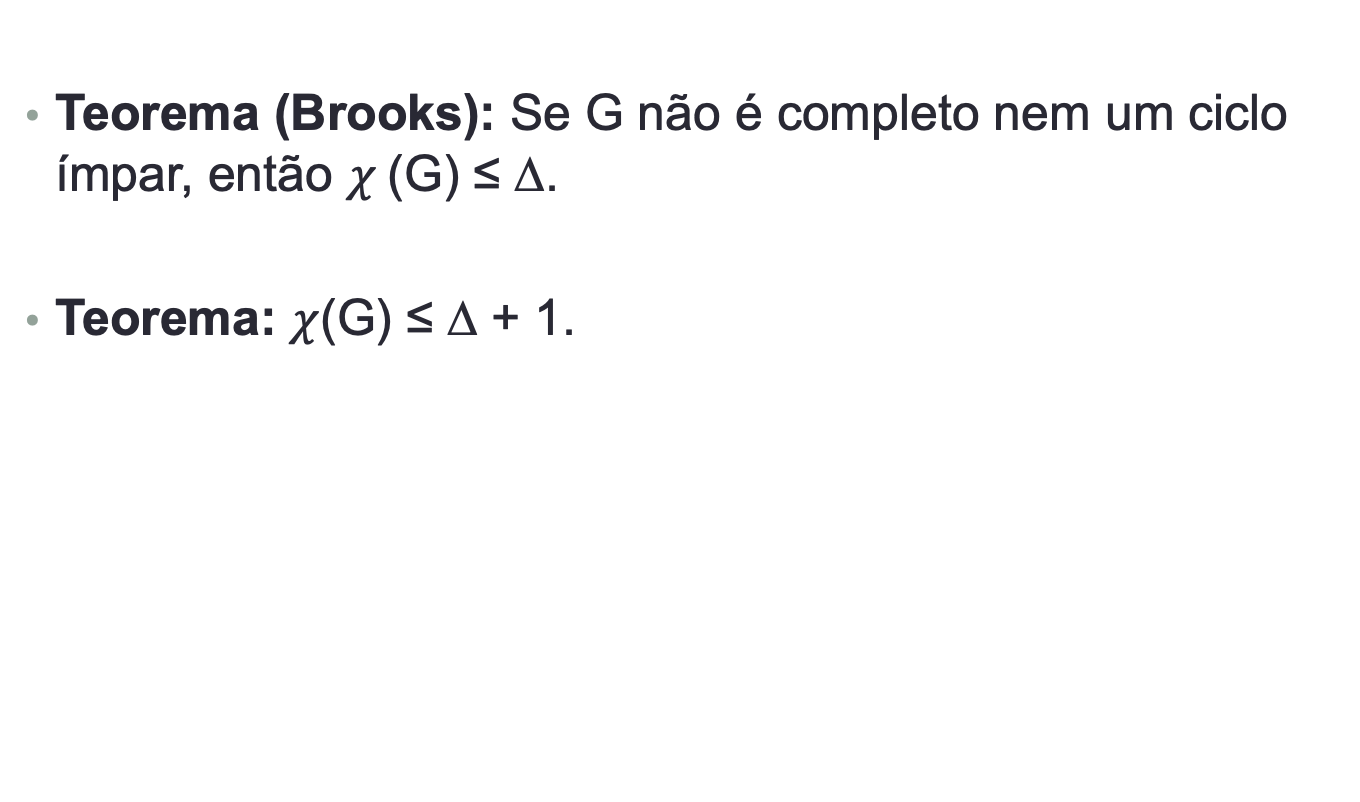 • Teorema (Brooks): Se G não é completo nem um ciclo
ímpar, então χ (G) ≤ Δ.
• Teorema: χ(G) ≤ Δ + 1.